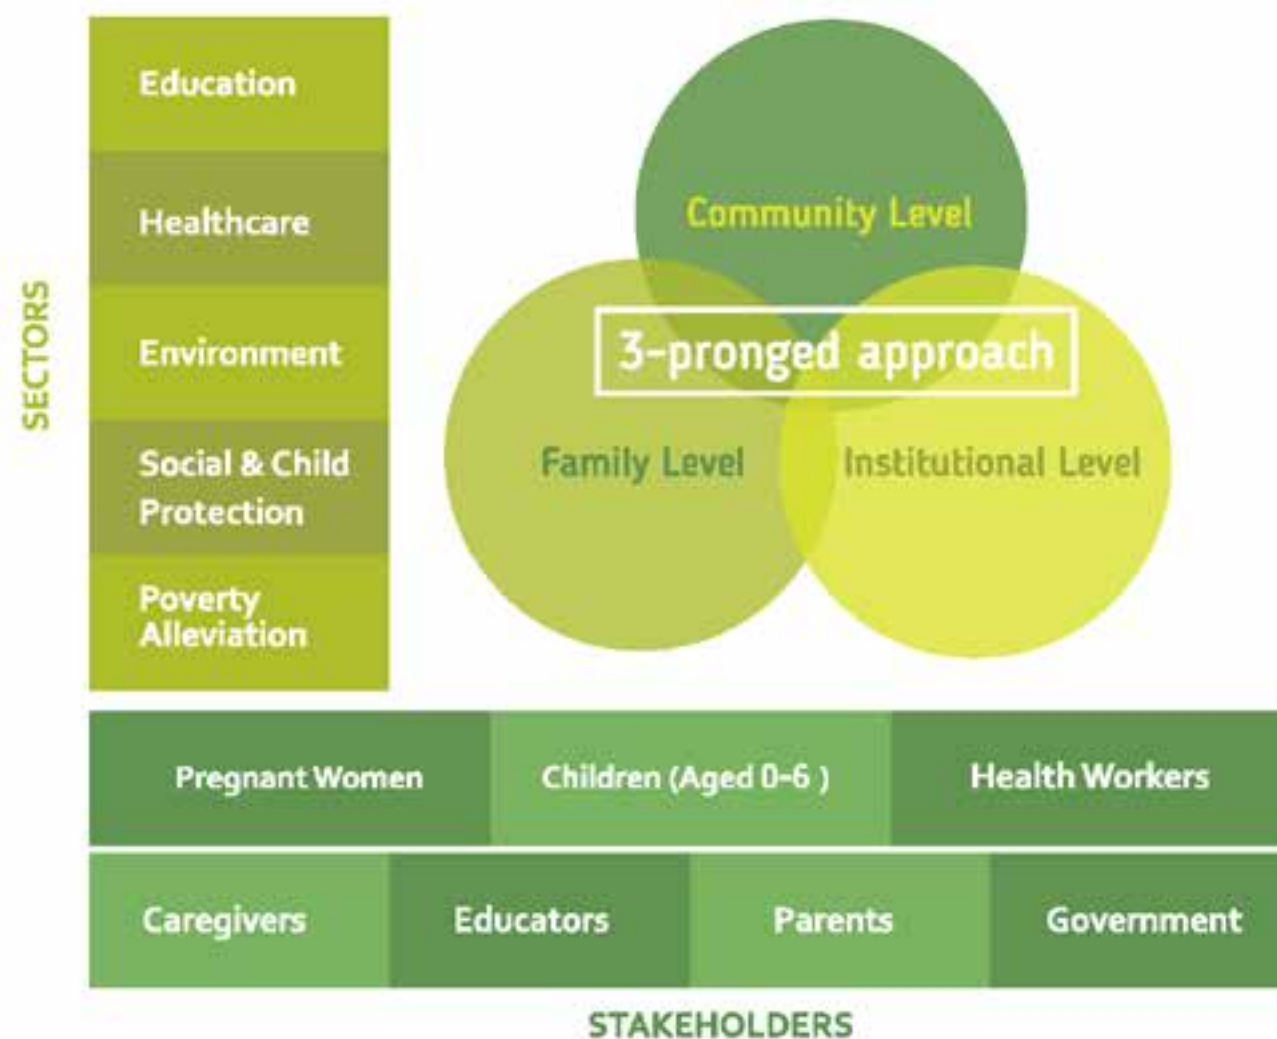 SECTORS
Education
Healthcare
Environment
Social & Child
Protection
Poverty
Alleviation
Community Level
3-pronged approach
Family Level
Institutional Level
Pregnant Women
Children (Aged 0-6 )
Health Workers
Caregivers
Educators
Parents
Government
STAKEHOLDERS